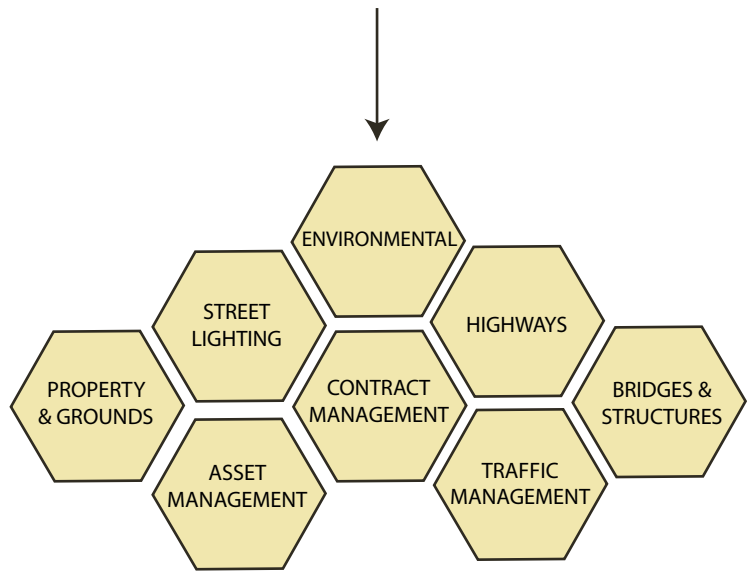 ENVIRONMENTAL
STREET
LIGHTING
HIGHWAYS
PROPERTY
& GROUNDS
CONTRACT
MANAGEMENT
BRIDGES &
STRUCTURES
ASSET
MANAGEMENT
TRAFFIC
MANAGEMENT